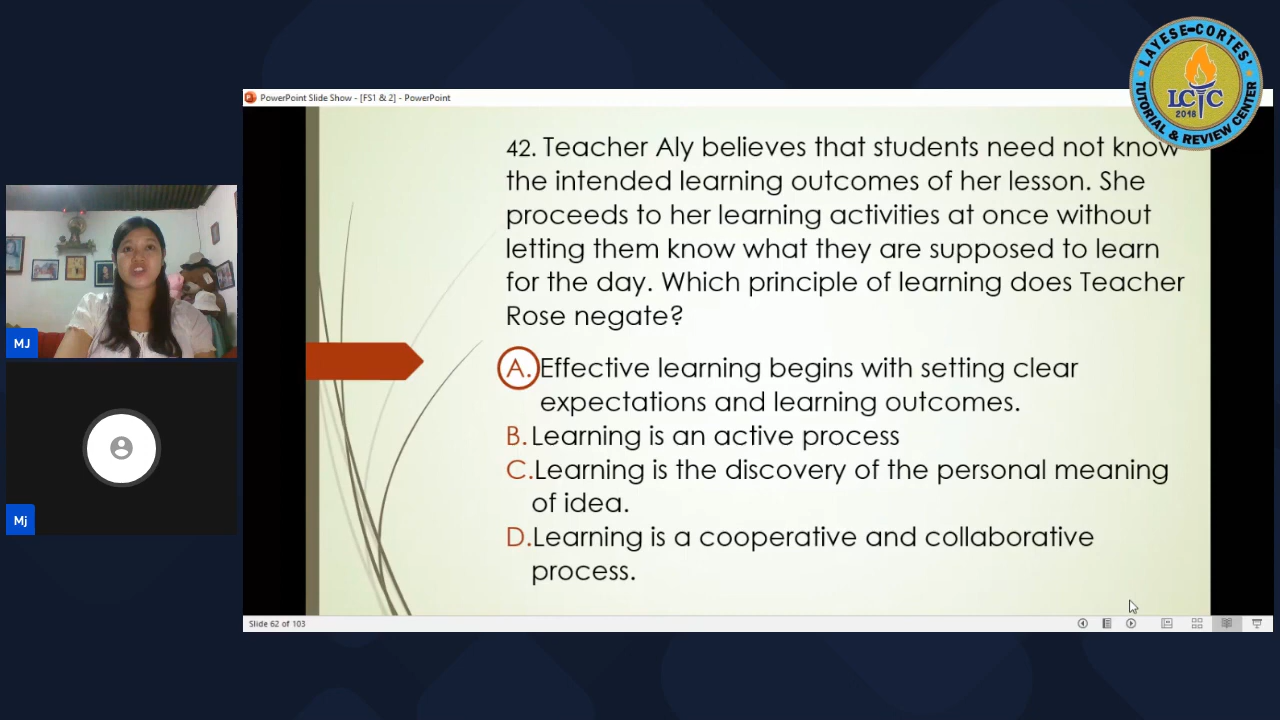 LAYESE-CORTES'
TUTORIAL & REVIEW CENTER
LCTC
2018
PowerPoint Slide Show - [FS1 & 2] - PowerPoint
42. Teacher Aly believes that students need not know
the intended learning outcomes of her lesson. She
proceeds to her learning activities at once without
letting them know what they are supposed to learn
for the day. Which principle of learning does Teacher
Rose negate?
A. Effective learning begins with setting clear
expectations and learning outcomes.
B. Learning is an active process
C.Learning is the discovery of the personal meaning
of idea.
D.Learning is a cooperative and collaborative
process.
Slide 62 of 103
MJ
Mj